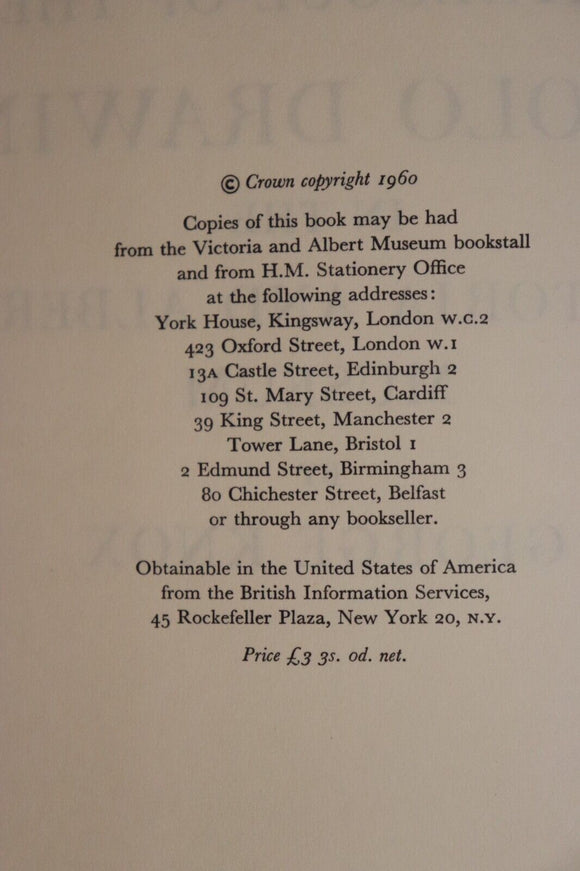 © Crown copyright 1960
Copies of this book may be had
from the Victoria and Albert Museum bookstall
and from H.M. Stationery Office
at the following addresses:
York House, Kingsway, London W.C.2
423 Oxford Street, London W.1
13A Castle Street, Edinburgh 2
109 St. Mary Street, Cardiff
39 King Street, Manchester 2
Tower Lane, Bristol 1
2 Edmund Street, Birmingham 3
80 Chichester Street, Belfast
or through any bookseller.
Obtainable in the United States of America
from the British Information Services,
45 Rockefeller Plaza, New York 20, N.Y.
Price £3 3s. 0d. net.